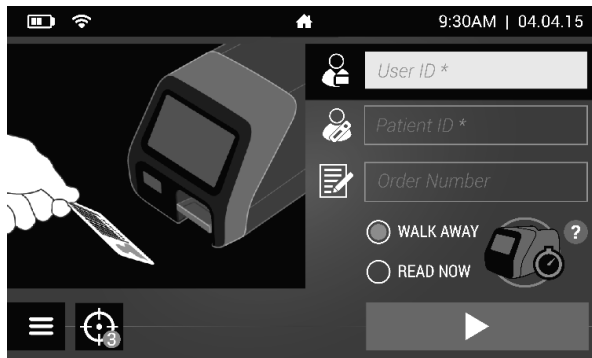 9:30AM | 04.04.15
User ID *
Patient ID *
Order Number
WALK AWAY
?
READ NOW
3